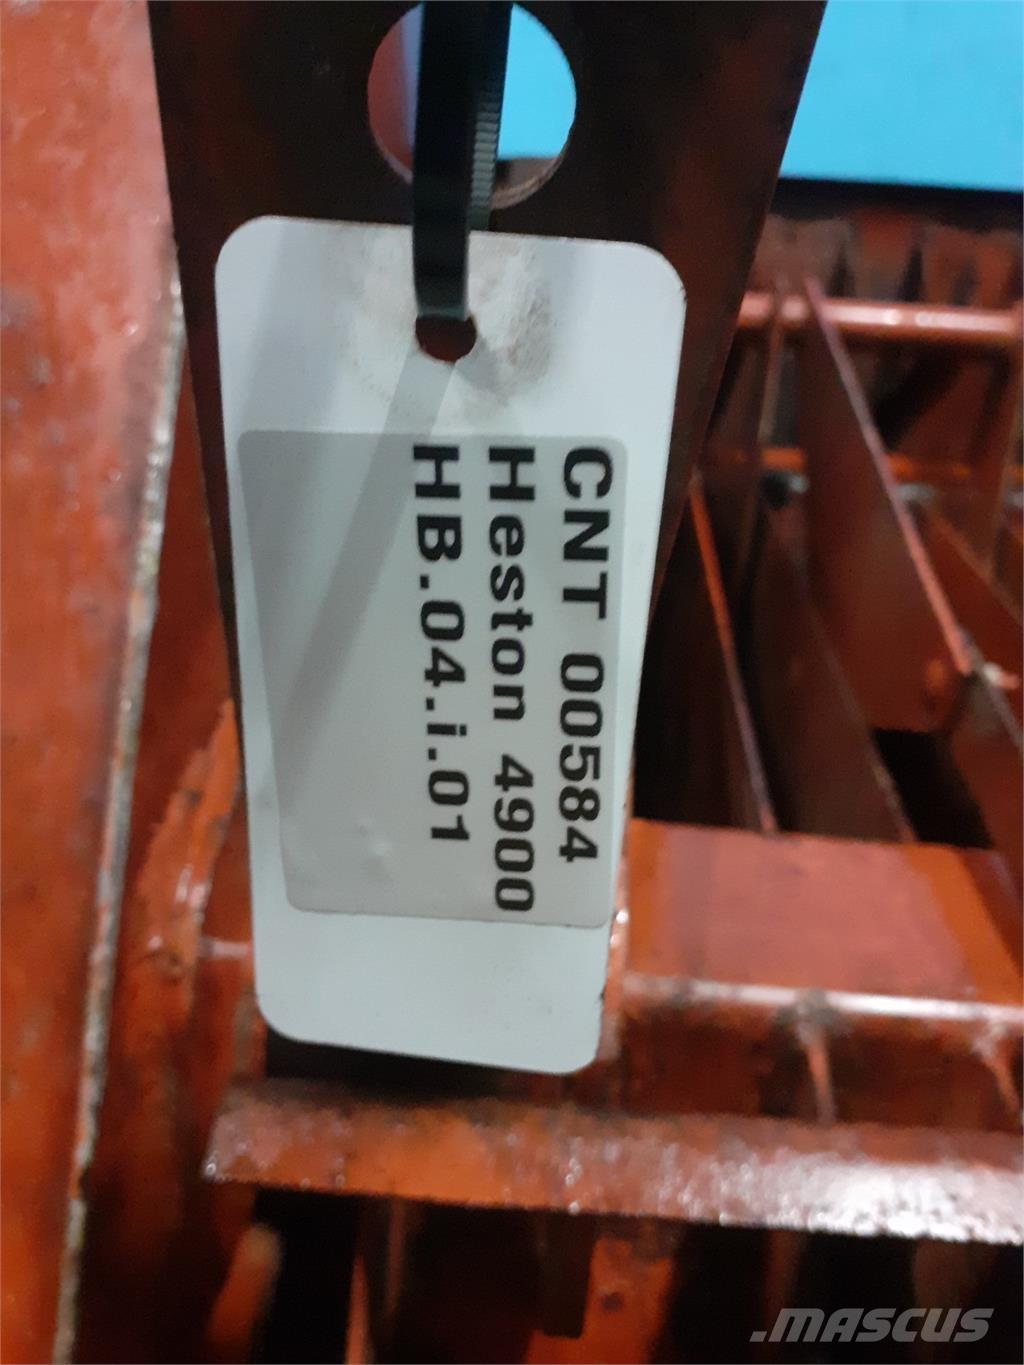 CNT 00584
Heston 4900
HB.04.i.01
.MASCUS